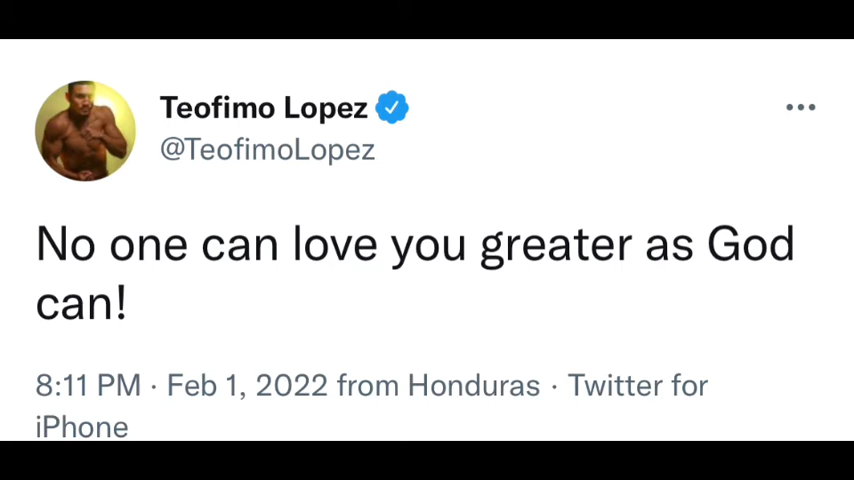 Teofimo Lopez
@TeofimoLopez
No one can love you greater as God
can!
8:11 PM · Feb 1, 2022 from Honduras · Twitter for
iPhone